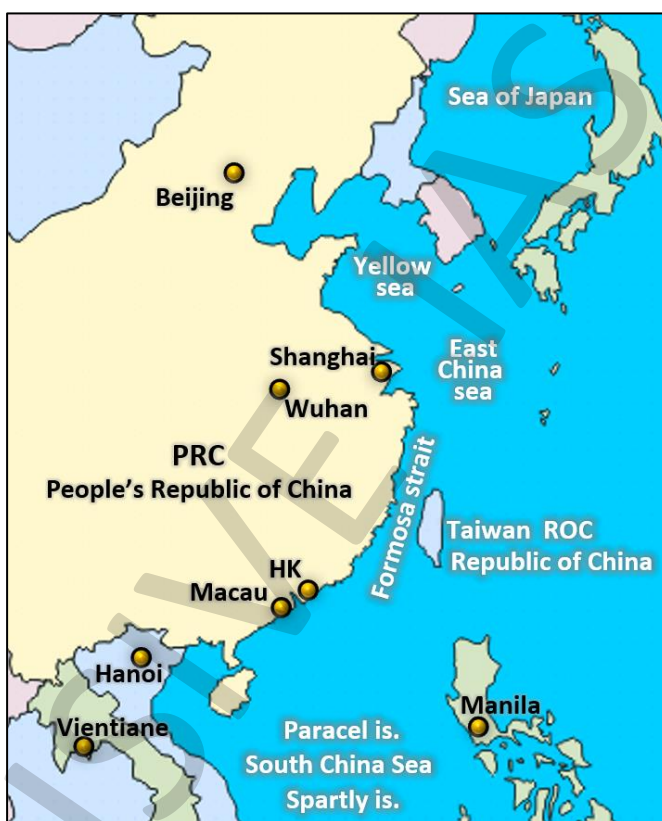 Sea of Japan
Beijing
Yellow
sea
Shanghai
East
China
sea
Wuhan
PRC
People's Republic of China
Formosa strait
Taiwan ROC
Republic of China
HK
Macau
Hanoi
Manila
Vientiane
Paracel is.
South China Sea
Spartly is.